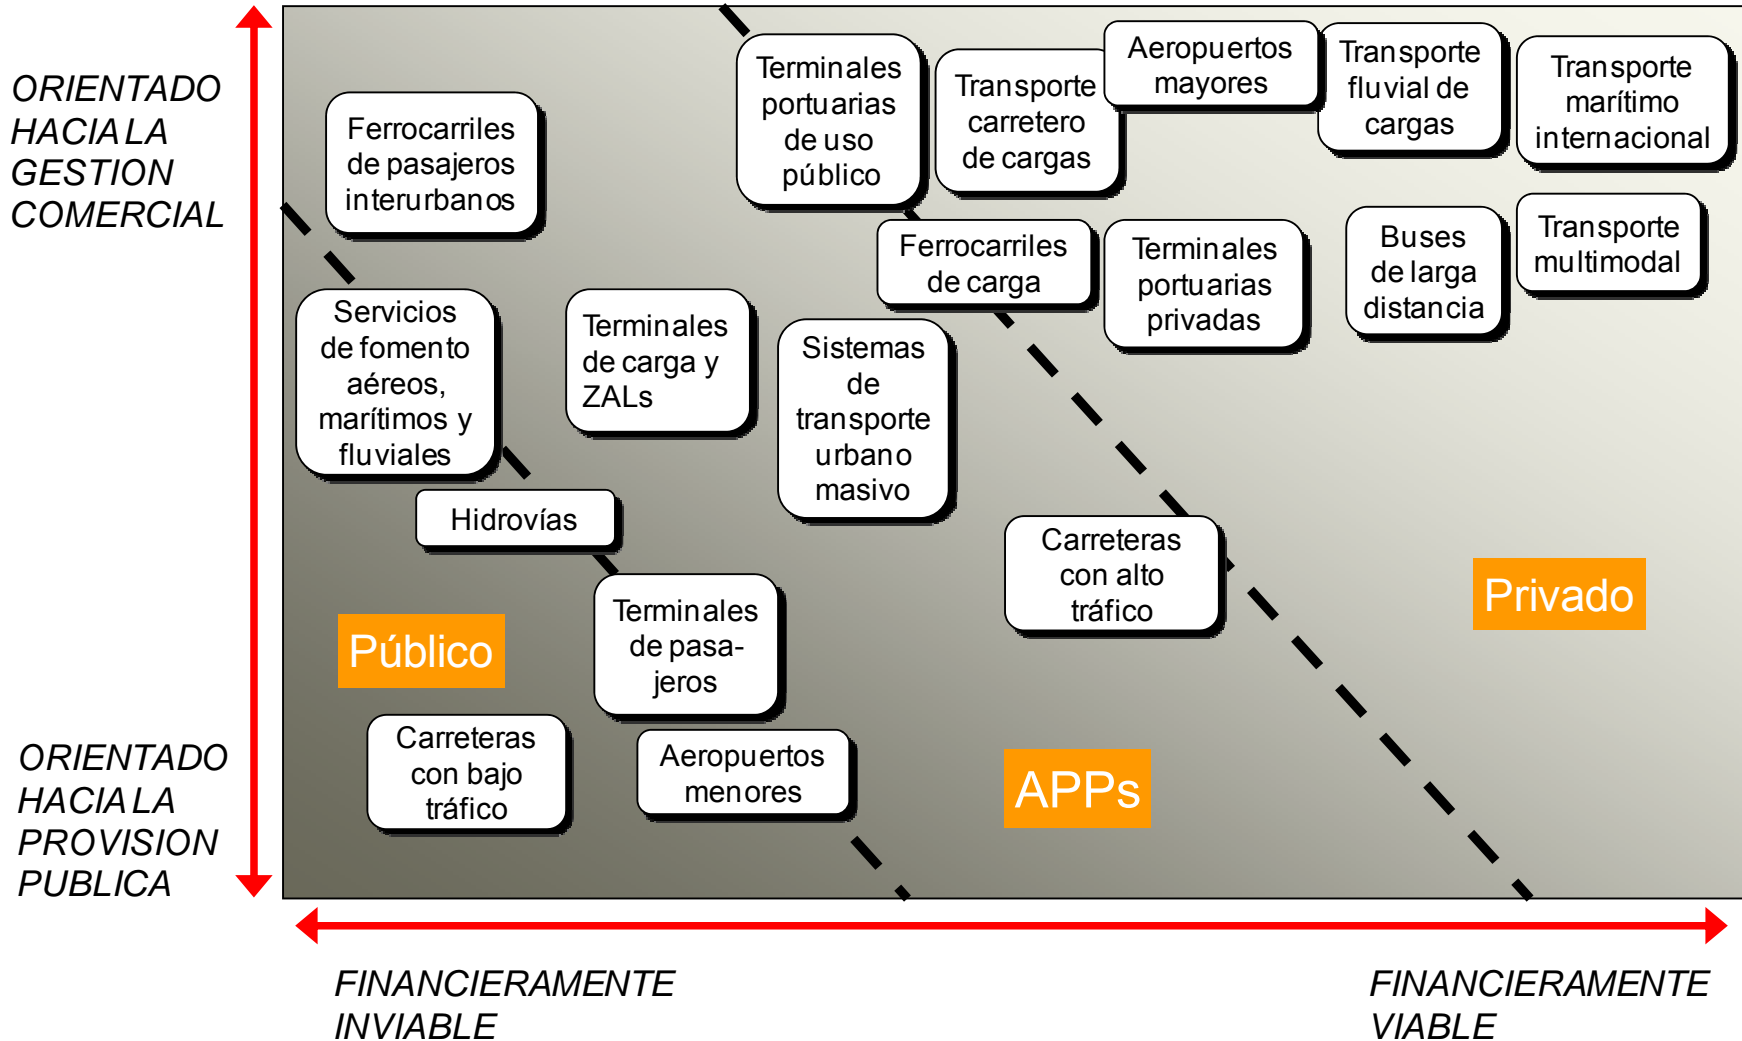 ORIENTADO
HACIA LA
GESTION
COMERCIAL
Ferrocarriles
de pasajeros
interurbanos
Terminales
portuarias
de uso
público
Transporte
carretero
de cargas
Aeropuertos
mayores
Transporte
fluvial de
cargas
Transporte
marítimo
internacional
Servicios
de fomento
aéreos,
marítimos y
fluviales
Terminales
de carga y
ZALs
Sistemas
de
transporte
urbano
masivo
Ferrocarriles
de carga
Terminales
portuarias
privadas
Buses
de larga
distancia
Transporte
multimodal
Hidrovías
Carreteras
con alto
tráfico
Privado
Público
Terminales
de pasa-
jeros
ORIENTADO
HACIA LA
PROVISION
PUBLICA
Carreteras
con bajo
tráfico
Aeropuertos
menores
APPs
FINANCIERAMENTE
INVIABLE
FINANCIERAMENTE
VIABLE